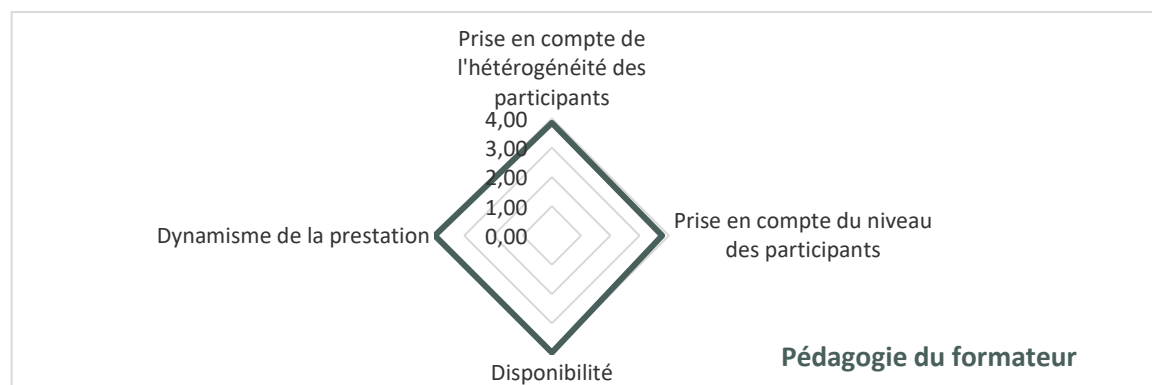 Prise en compte de
l'hétérogénéité des
participants
4,00
3,00
2,00
1,00
0,00
Dynamisme de la prestation
Prise en compte du niveau
des participants
Disponibilité
Pédagogie du formateur